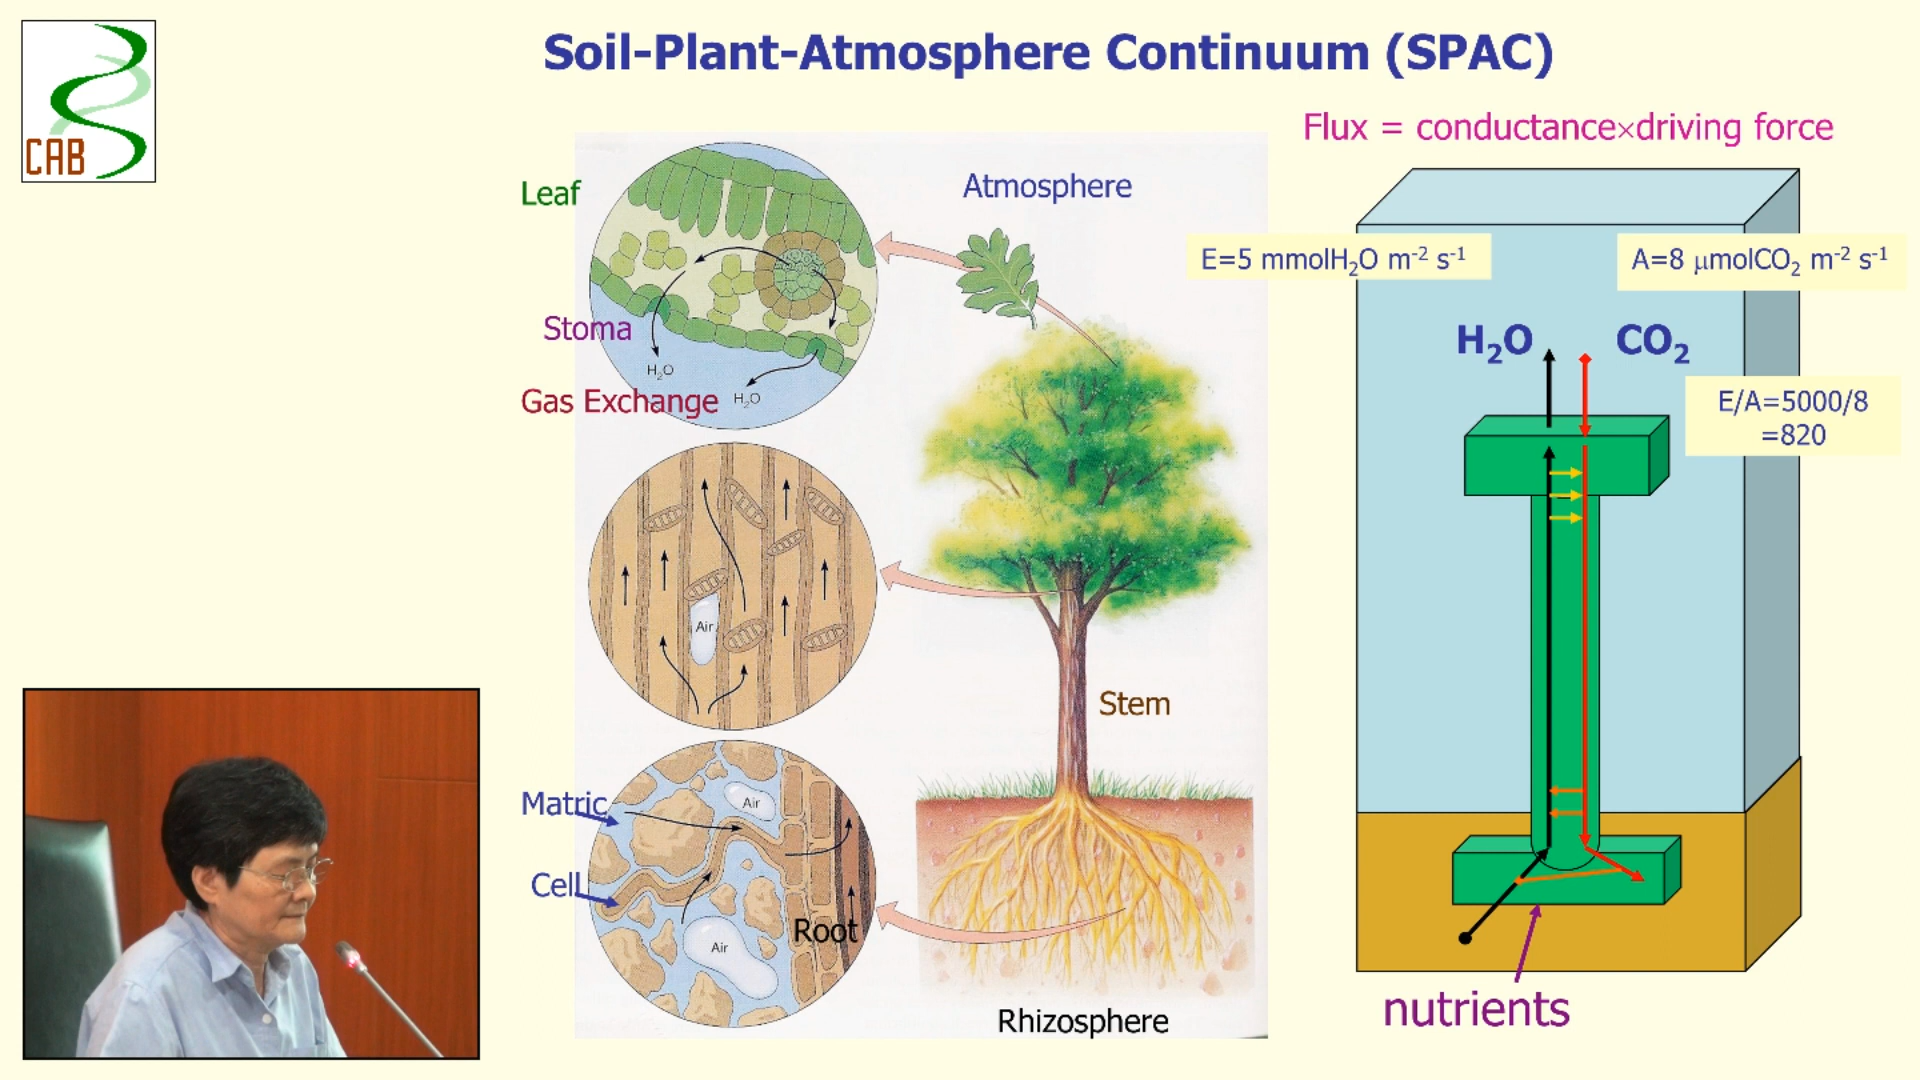 Soil-Plant-Atmosphere Continuum (SPAC)
CAB
Flux = conductance×driving force
Leaf
Atmosphere
E=5 mmolH₂O m⁻² s⁻¹
A=8 μmolCO₂ m⁻² s⁻¹
Stoma
H₂O
CO₂
H₂O
Gas Exchange
H₂O
E/A=5000/8
=820
Air
Stem
Matric
Air
Cell
Root
Air
nutrients
Rhizosphere